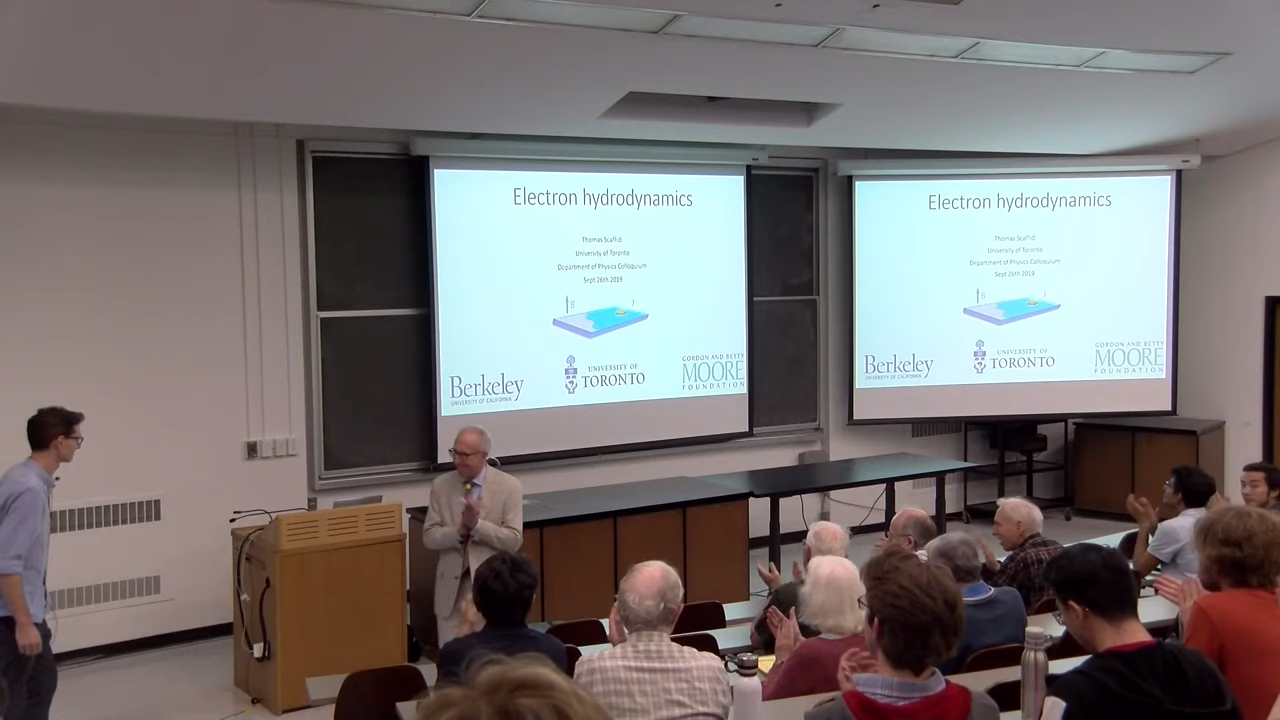 Electron hydrodynamics
Thomas Scaffidi
University of Toronto
Department of Physics Colloquium
Sept 26th 2019
B
Berkeley
UNIVERSITY OF CALIFORNIA
UNIVERSITY OF
TORONTO
GORDON AND BETTY
MOORE
FOUNDATION
Electron hydrodynamics
Thomas Scaffidi
University of Toronto
Department of Physics Colloquium
Sept 26th 2019
B
Berkeley
UNIVERSITY OF CALIFORNIA
UNIVERSITY OF
TORONTO
GORDON AND BETTY
MOORE
FOUNDATION